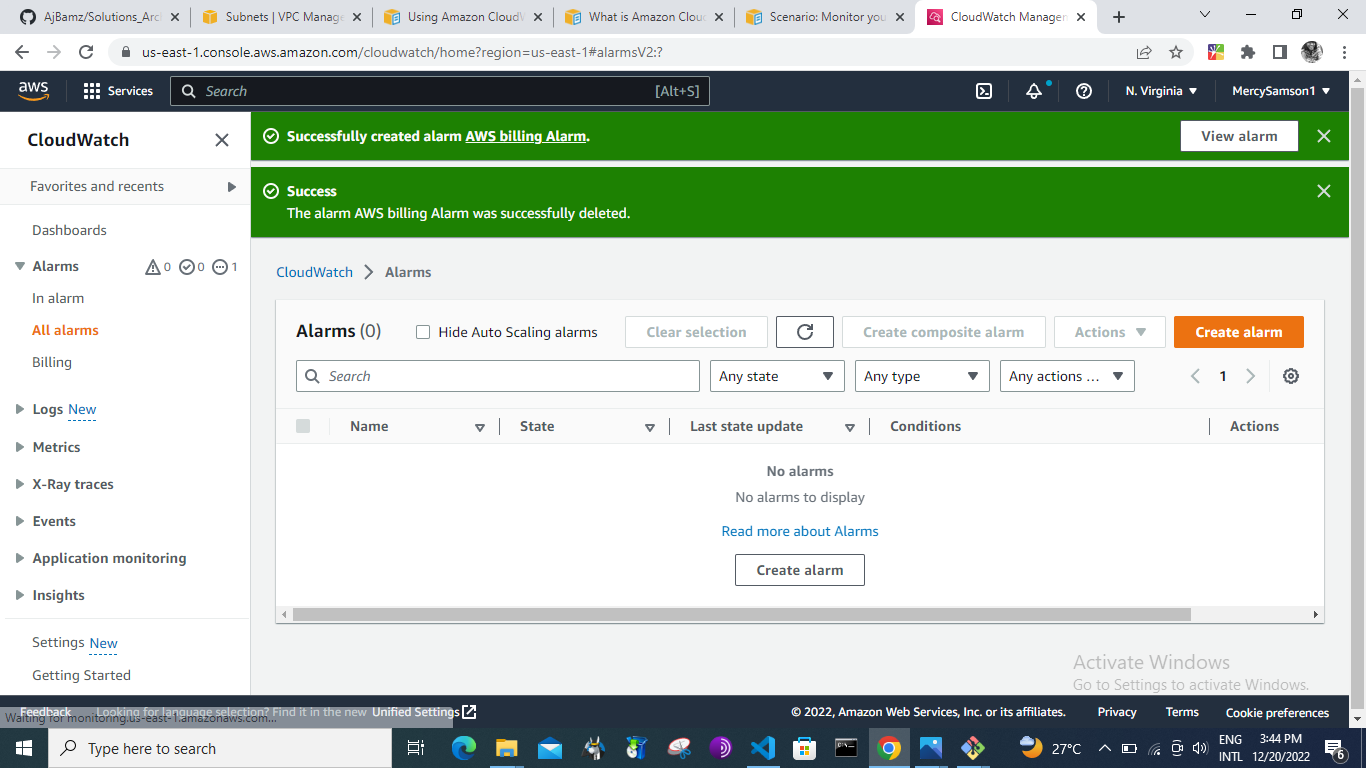 AjBamz/Solutions_Arc
Subnets | VPC Manage
Using Amazon CloudW
What is Amazon Cloud
Scenario: Monitor you
CloudWatch Managem
us-east-1.console.aws.amazon.com/cloudwatch/home?region=us-east-1#alarmsV2:?
aws
Services
Search
[Alt+S]
N. Virginia
MercySamson1
CloudWatch
Favorites and recents
Dashboards
Alarms
0
0
1
In alarm
All alarms
Billing
Logs New
Metrics
X-Ray traces
Events
Application monitoring
Insights
Settings New
Getting Started
Successfully created alarm AWS billing Alarm.
View alarm
Success
The alarm AWS billing Alarm was successfully deleted.
CloudWatch
Alarms
Alarms (0)
Hide Auto Scaling alarms
Clear selection
Create composite alarm
Actions
Create alarm
Search
Any state
Any type
Any actions ...
1
Name
State
Last state update
Conditions
Actions
No alarms
No alarms to display
Read more about Alarms
Create alarm
Activate Windows
Go to Settings to activate Windows.
Feedback
Looking for language selection? Find it in the new Unified Settings
Waiting for monitoring.us-east-1.amazonaws.com...
© 2022, Amazon Web Services, Inc. or its affiliates.
Privacy
Terms
Cookie preferences
Type here to search
27°C
ENG
INTL
3:44 PM
12/20/2022
6